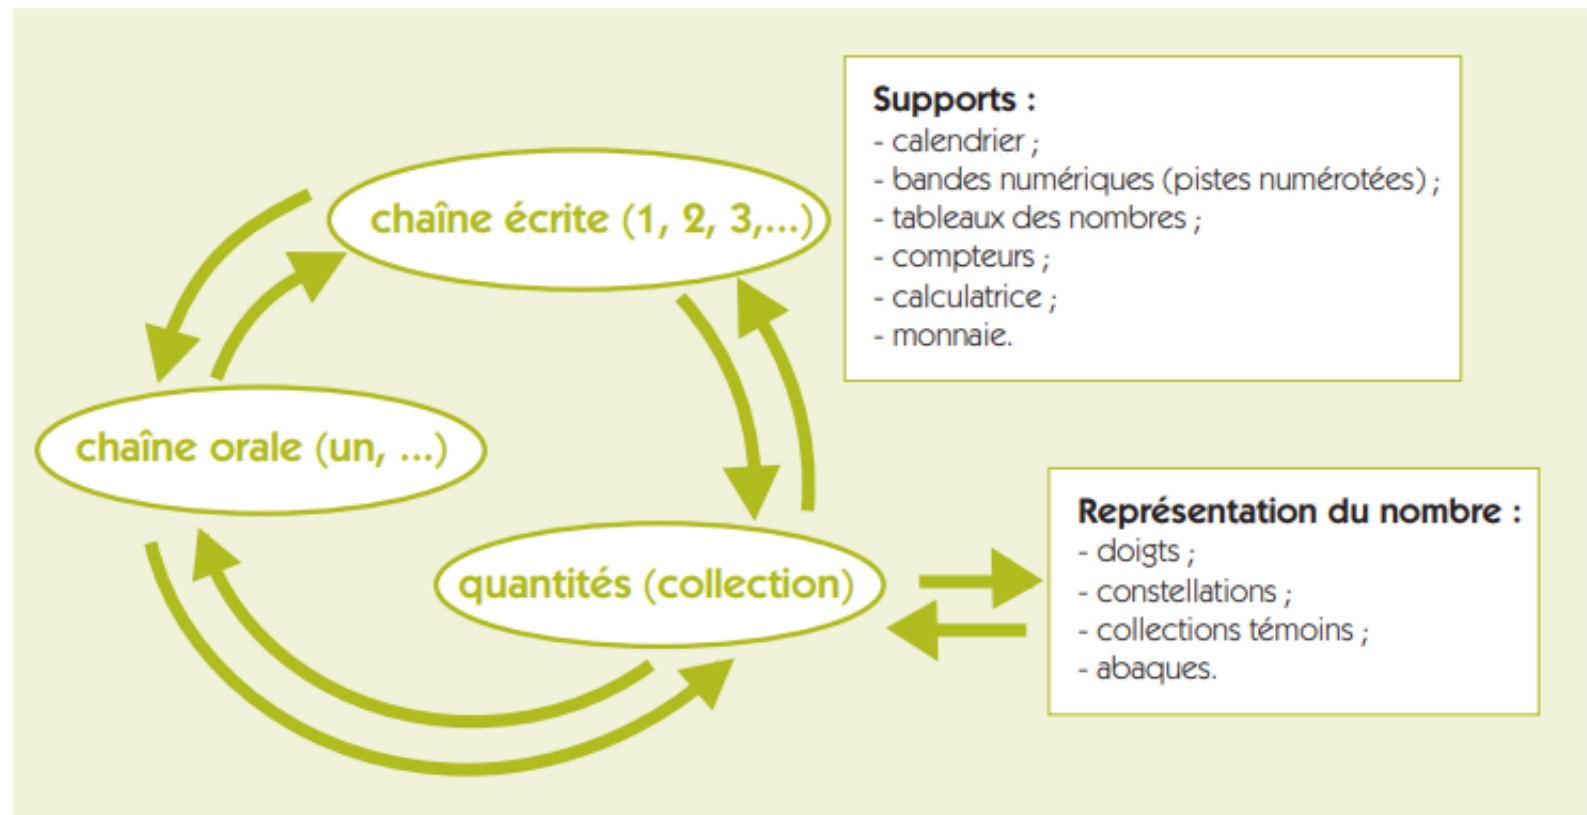 chaîne écrite (1, 2, 3,...)
chaîne orale (un, ...)
quantités (collection)
Supports :
- calendrier ;
- bandes numériques (pistes numérotées) ;
- tableaux des nombres ;
- compteurs ;
- calculatrice ;
- monnaie.
Représentation du nombre :
- doigts ;
- constellations ;
- collections témoins ;
- abaques.